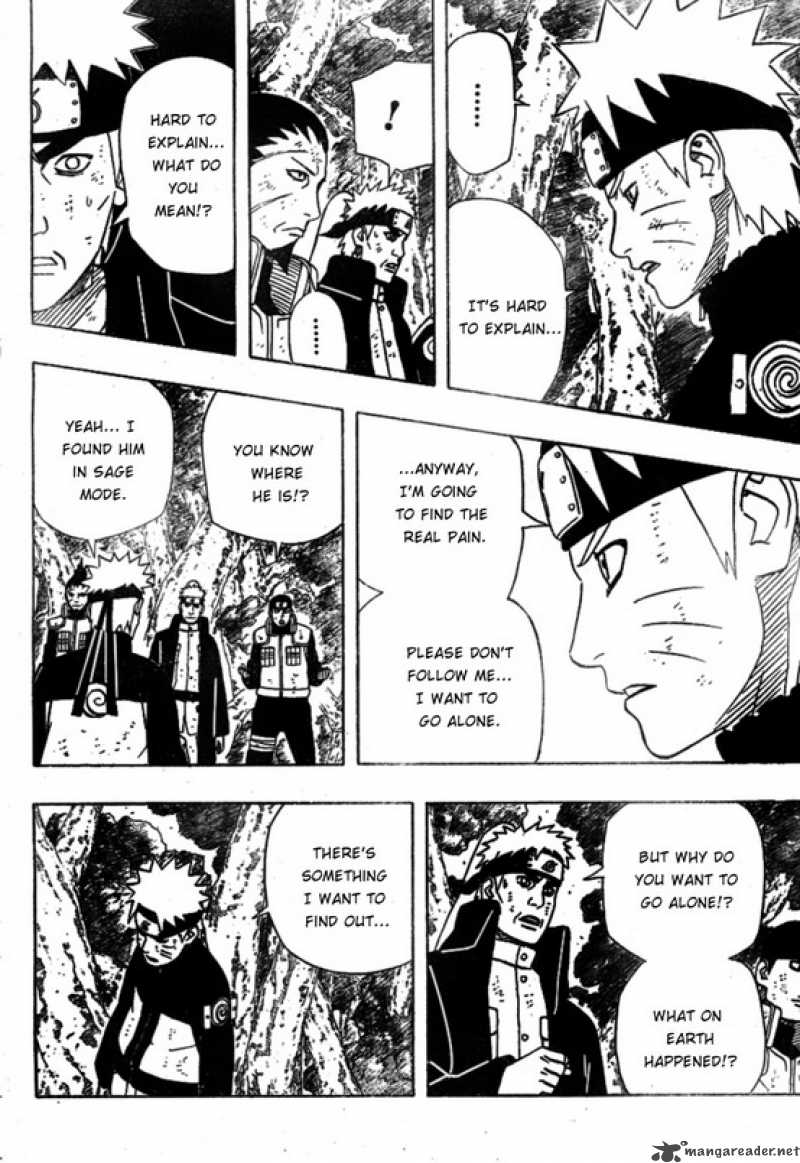 ........
IT'S HARD
TO EXPLAIN...
!
........
HARD TO
EXPLAIN...
WHAT DO
YOU
MEAN!?
...ANYWAY,
I'M GOING
TO FIND THE
REAL PAIN.
PLEASE DON'T
FOLLOW ME...
I WANT TO
GO ALONE.
YOU KNOW
WHERE
HE IS!?
YEAH... I
FOUND HIM
IN SAGE
MODE.
BUT WHY DO
YOU WANT TO
GO ALONE!?
WHAT ON
EARTH
HAPPENED!?
THERE'S
SOMETHING
I WANT TO
FIND OUT...
mangareader.net